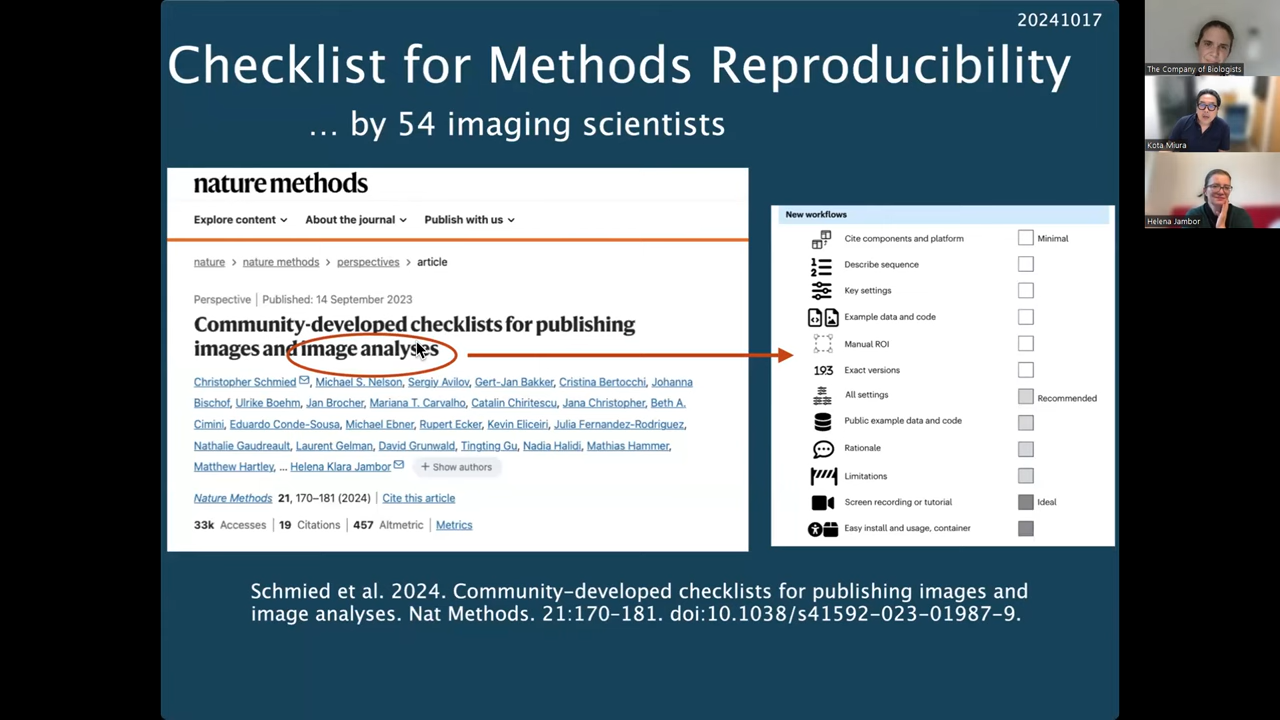 20241017
Checklist for Methods Reproducibility
... by 54 imaging scientists
nature methods
Explore content About the journal Publish with us
nature > nature methods > perspectives > article
Perspective | Published: 14 September 2023
Community-developed checklists for publishing
images and image analyses
Christopher Schmied, Michael S. Nelson, Sergiy Avilov, Gert-Jan Bakker, Cristina Bertocchi, Johanna
Bischof, Ulrike Boehm, Jan Brocher, Mariana T. Carvalho, Catalin Chiritescu, Jana Christopher, Beth A.
Cimini, Eduardo Conde-Sousa, Michael Ebner, Rupert Ecker, Kevin Eliceiri, Julia Fernandez-Rodriguez,
Nathalie Gaudreault, Laurent Gelman, David Grunwald, Tingting Gu, Nadia Halidi, Mathias Hammer,
Matthew Hartley, ... Helena Klara Jambor + Show authors
Nature Methods 21, 170–181 (2024) | Cite this article
33k Accesses | 19 Citations | 457 Altmetric | Metrics
New workflows
Cite components and platform Minimal
Describe sequence
Key settings
Example data and code
Manual ROI
193 Exact versions
All settings Recommended
Public example data and code
Rationale
Limitations
Screen recording or tutorial Ideal
Easy install and usage, container
Schmied et al. 2024. Community-developed checklists for publishing images and
image analyses. Nat Methods. 21:170-181. doi:10.1038/s41592-023-01987-9.
The Company of Biologists
Kota Miura
Helena Jambor